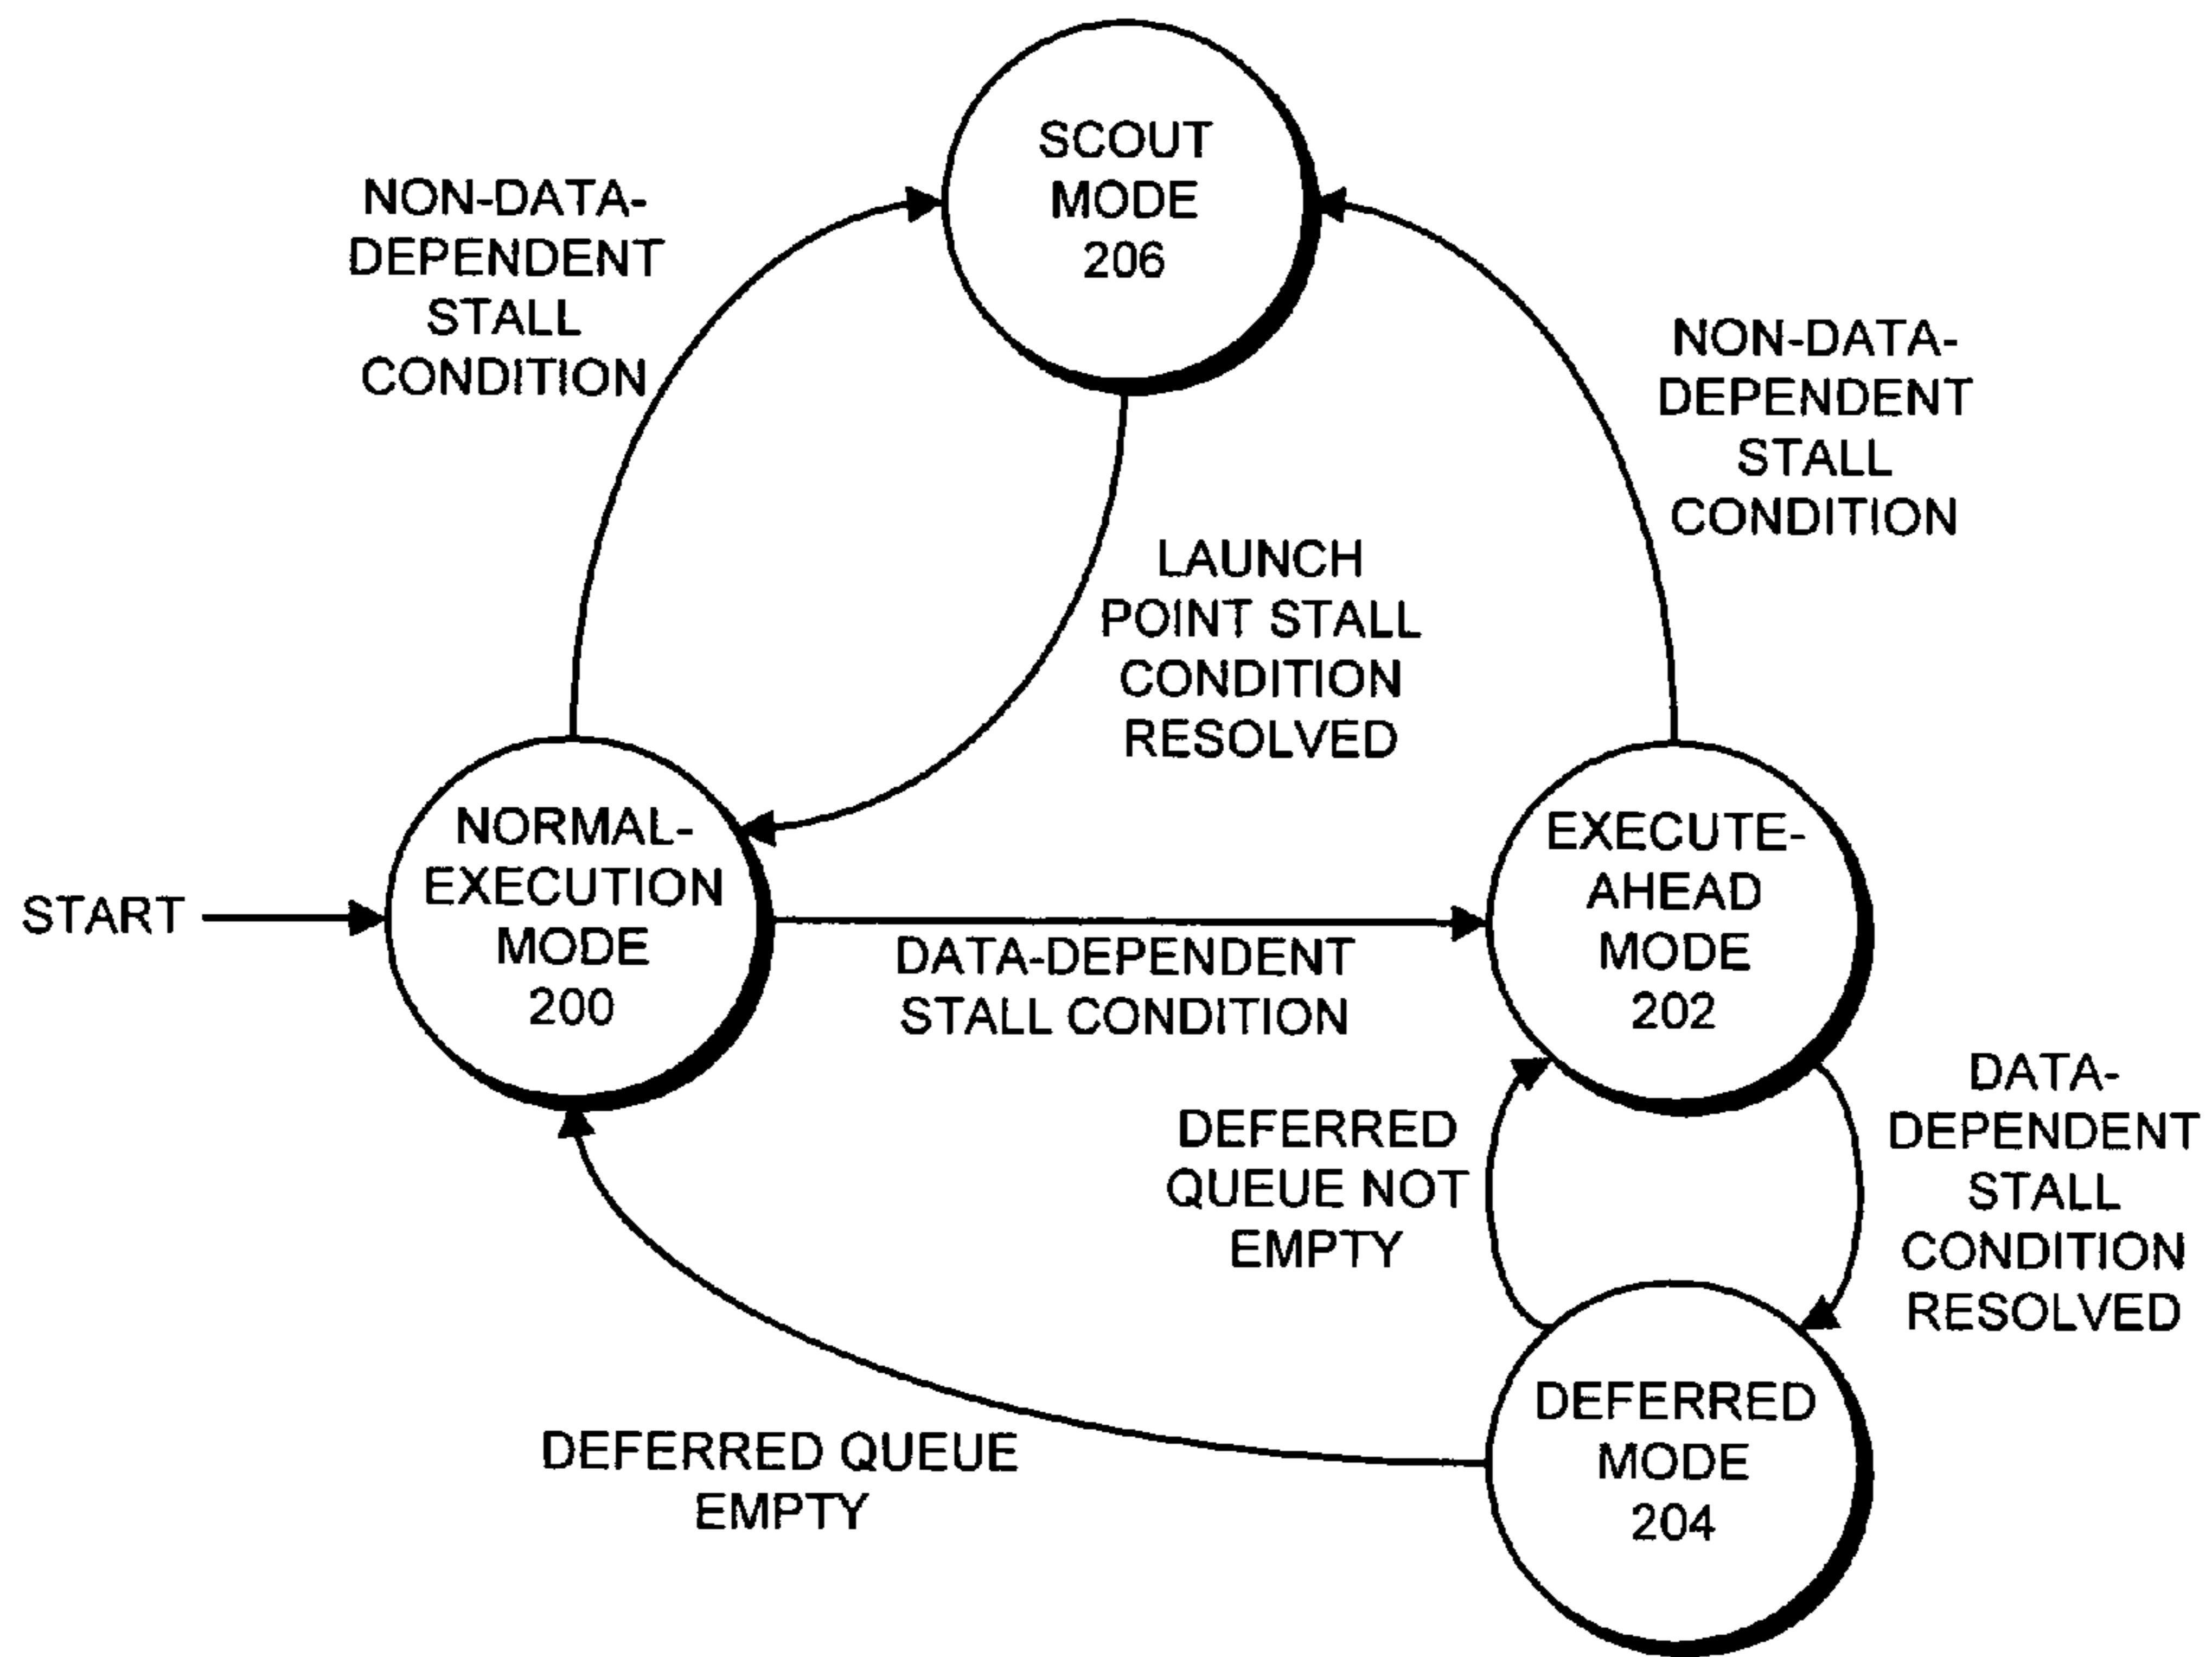 SCOUT
MODE
206
NON-DATA-
DEPENDENT
STALL
CONDITION
NON-DATA-
DEPENDENT
STALL
CONDITION
LAUNCH
POINT STALL
CONDITION
RESOLVED
START
NORMAL-
EXECUTION
MODE
200
DATA-DEPENDENT
STALL CONDITION
EXECUTE-
AHEAD
MODE
202
DEFERRED
QUEUE NOT
EMPTY
DATA-
DEPENDENT
STALL
CONDITION
RESOLVED
DEFERRED QUEUE
EMPTY
DEFERRED
MODE
204